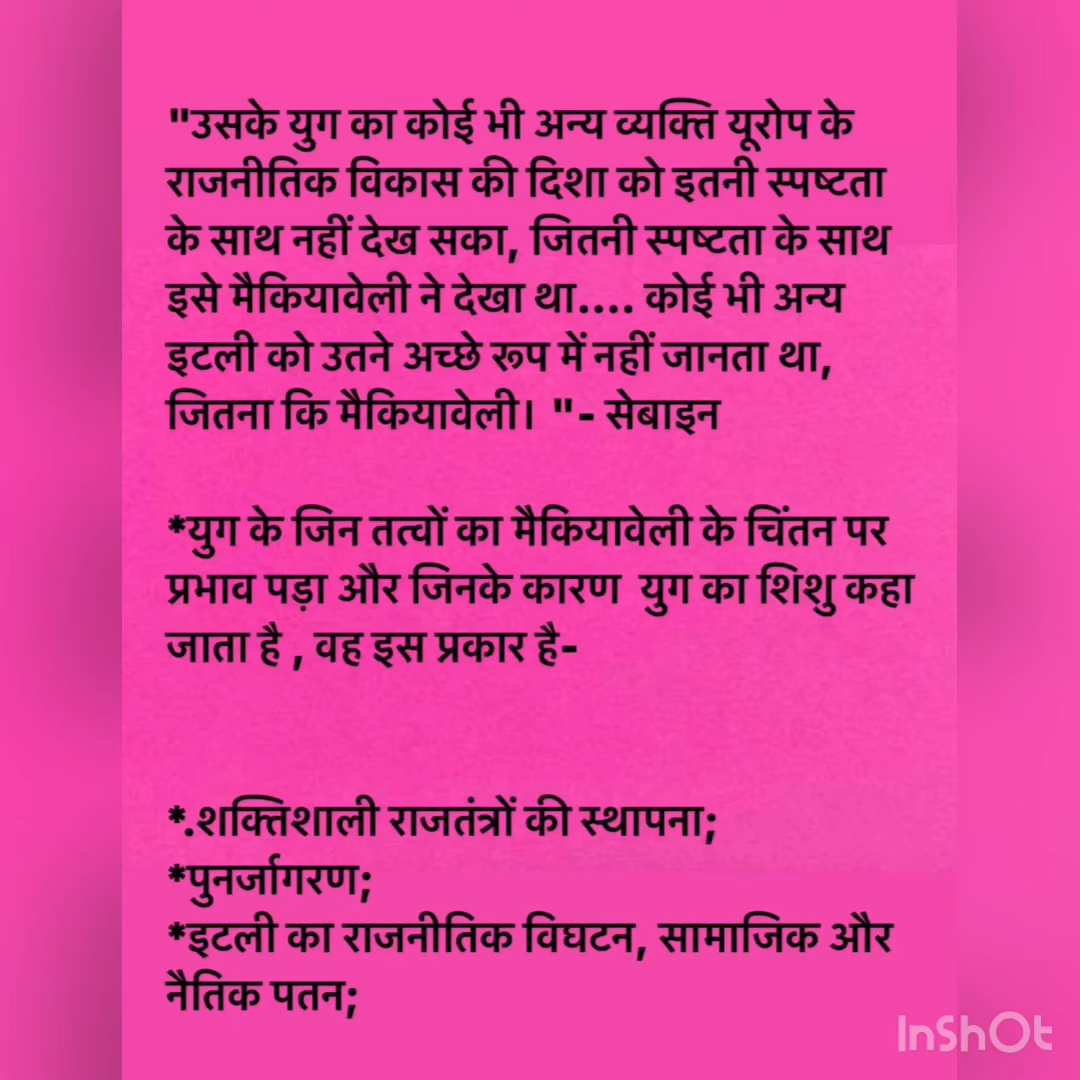 "उसके युग का कोई भी अन्य व्यक्ति यूरोप के
राजनीतिक विकास की दिशा को इतनी स्पष्टता
के साथ नहीं देख सका, जितनी स्पष्टता के साथ
इसे मैकियावेली ने देखा था.... कोई भी अन्य
इटली को उतने अच्छे रूप में नहीं जानता था,
जितना कि मैकियावेली। "- सेबाइन
*युग के जिन तत्वों का मैकियावेली के चिंतन पर
प्रभाव पड़ा और जिनके कारण  युग का शिशु कहा
जाता है , वह इस प्रकार है-
*.शक्तिशाली राजतंत्रों की स्थापना;
*पुनर्जागरण;
*इटली का राजनीतिक विघटन, सामाजिक और
नैतिक पतन;
InShOt